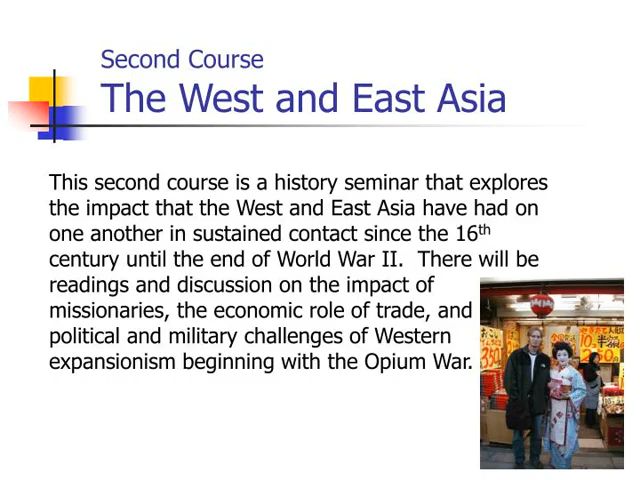 Second Course
The West and East Asia
This second course is a history seminar that explores
the impact that the West and East Asia have had on
one another in sustained contact since the 16th
century until the end of World War II.  There will be
readings and discussion on the impact of
missionaries, the economic role of trade, and
political and military challenges of Western
expansionism beginning with the Opium War.
350
10